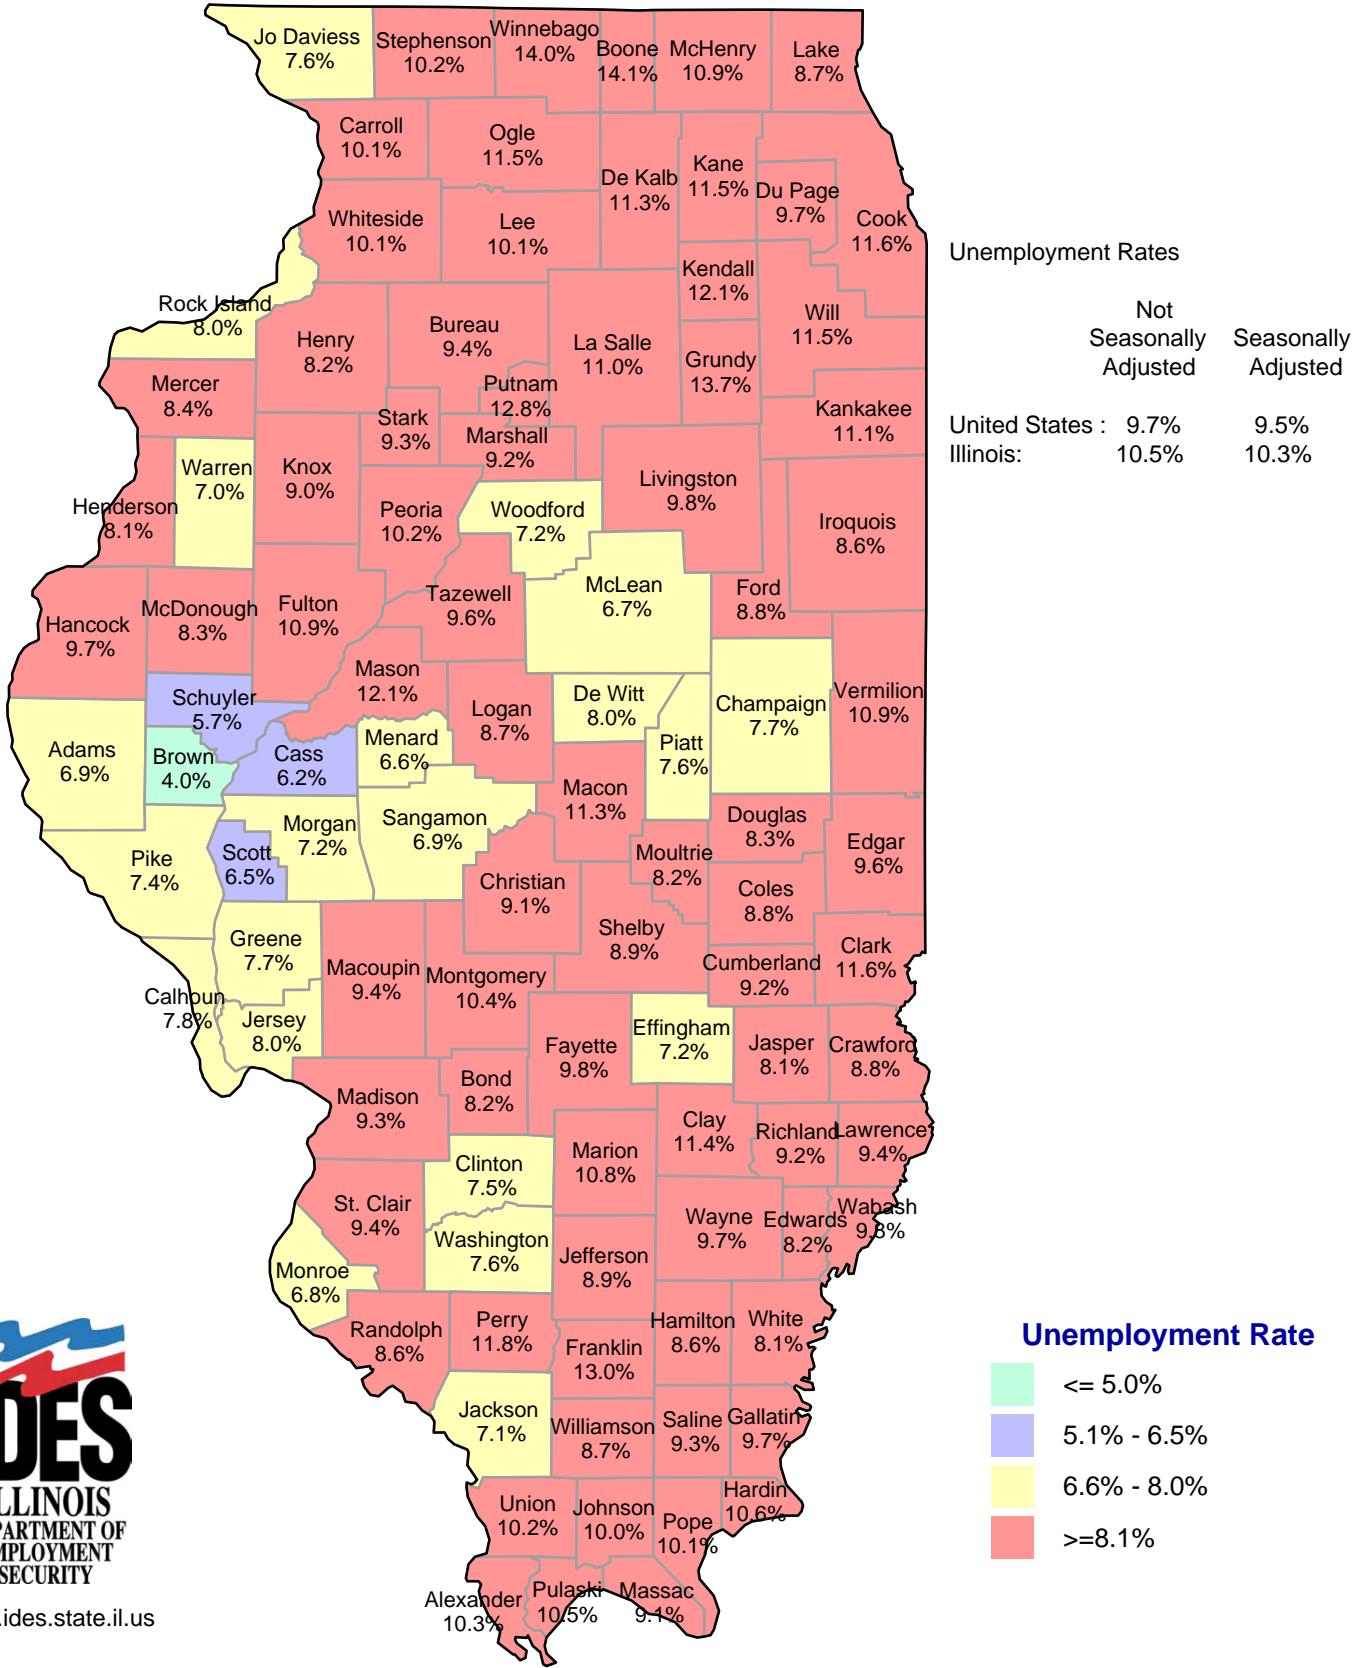 Jo Daviess
7.6%
Stephenson
10.2%
Winnebago
14.0%
Boone
14.1%
McHenry
10.9%
Lake
8.7%
Carroll
10.1%
Ogle
11.5%
De Kalb
11.3%
Kane
11.5%
Du Page
9.7%
Cook
11.6%
Whiteside
10.1%
Lee
10.1%
Kendall
12.1%
Will
11.5%
Rock Island
8.0%
Henry
8.2%
Bureau
9.4%
La Salle
11.0%
Grundy
13.7%
Putnam
12.8%
Mercer
8.4%
Stark
9.3%
Marshall
9.2%
Kankakee
11.1%
Warren
7.0%
Knox
9.0%
Livingston
9.8%
Henderson
8.1%
Peoria
10.2%
Woodford
7.2%
Iroquois
8.6%
McLean
6.7%
Ford
8.8%
Tazewell
9.6%
Hancock
9.7%
McDonough
8.3%
Fulton
10.9%
Mason
12.1%
Schuyler
5.7%
Logan
8.7%
De Witt
8.0%
Champaign
7.7%
Vermilion
10.9%
Adams
6.9%
Brown
4.0%
Cass
6.2%
Menard
6.6%
Piatt
7.6%
Macon
11.3%
Pike
7.4%
Scott
6.5%
Morgan
7.2%
Sangamon
6.9%
Douglas
8.3%
Moultrie
8.2%
Edgar
9.6%
Christian
9.1%
Coles
8.8%
Shelby
8.9%
Greene
7.7%
Macoupin
9.4%
Montgomery
10.4%
Cumberland
9.2%
Clark
11.6%
Calhoun
7.8%
Jersey
8.0%
Fayette
9.8%
Effingham
7.2%
Jasper
8.1%
Crawford
8.8%
Madison
9.3%
Bond
8.2%
Clay
11.4%
Richland
9.2%
Lawrence
9.4%
Marion
10.8%
Clinton
7.5%
St. Clair
9.4%
Washington
7.6%
Wayne
9.7%
Edwards
8.2%
Wabash
9.3%
Jefferson
8.9%
Monroe
6.8%
Randolph
8.6%
Perry
11.8%
Franklin
13.0%
Hamilton
8.6%
White
8.1%
Jackson
7.1%
Williamson
8.7%
Saline
9.3%
Gallatin
9.7%
Union
10.2%
Johnson
10.0%
Pope
10.1%
Hardin
10.6%
Alexander
10.3%
Pulaski
10.5%
Massac
9.1%
Unemployment Rates
Not Seasonally Adjusted
Seasonally Adjusted
United States : 9.7% 9.5%
Illinois: 10.5% 10.3%
Unemployment Rate
<= 5.0%
5.1% - 6.5%
6.6% - 8.0%
>=8.1%
DES
LLINOIS
PARTMENT OF
MPLOYMENT
SECURITY
.ides.state.il.us